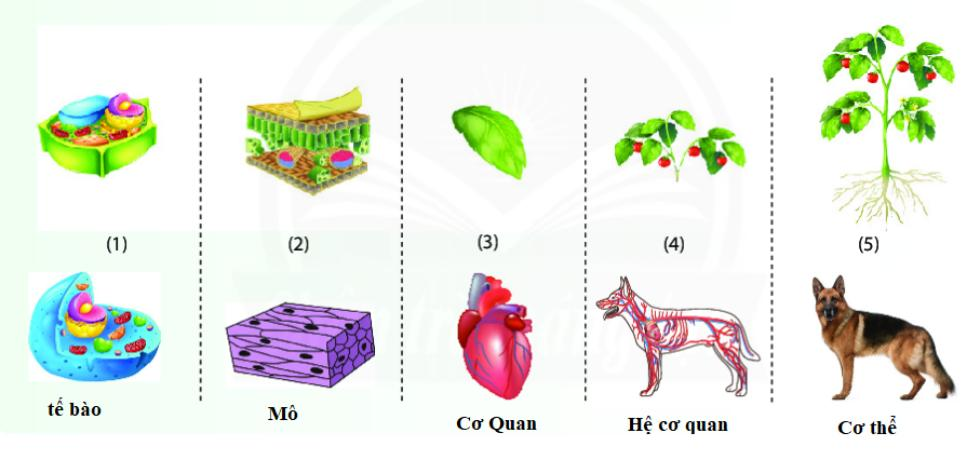 (1) (2) (3) (4) (5)
tế bào Mô Cơ Quan Hệ cơ quan Cơ thể